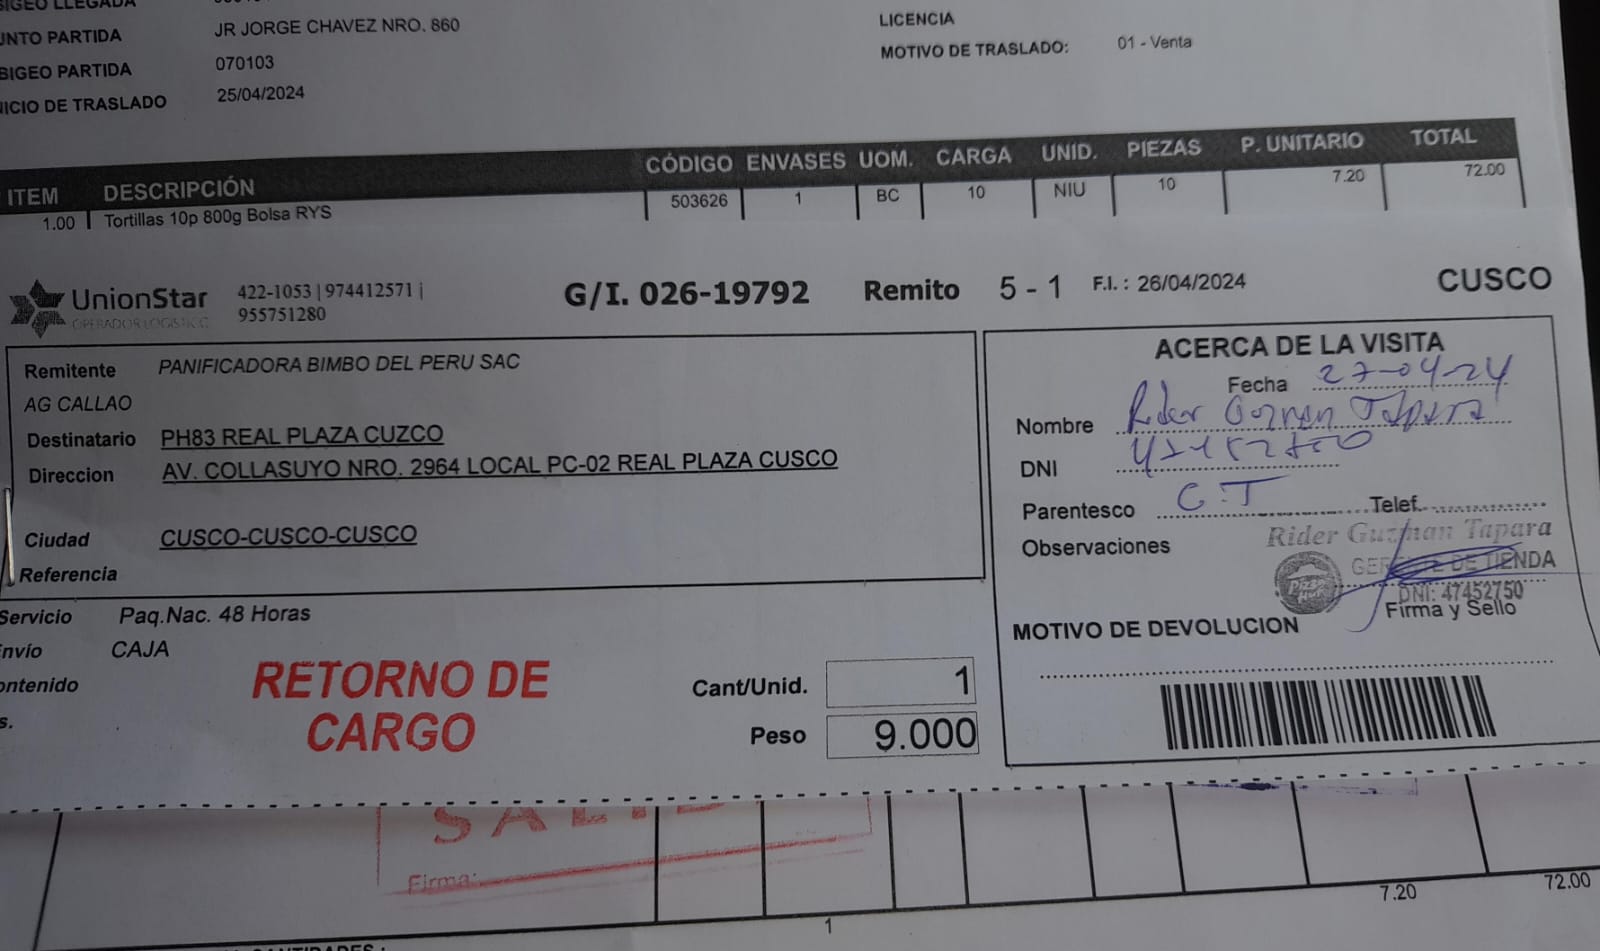 JR JORGE CHAVEZ NRO. 860
LICENCIA
PARTIDA
MOTIVO DE TRASLADO: 01 - Venta
PARTIDA 070103
DE TRASLADO 25/04/2024
ITEM DESCRIPCIÓN CÓDIGO ENVASES UOM. CARGA UNID. PIEZAS P. UNITARIO TOTAL
1.00 Tortillas 10p 800g Bolsa RYS 503626 1 BC 10 NIU 10 7.20 72.00
UnionStar
OPERADOR LOGISTICO
422-1053 | 974412571 |
955751280
G/I. 026-19792 Remito 5 - 1 F.I. : 26/04/2024 CUSCO
Remitente PANIFICADORA BIMBO DEL PERU SAC
AG CALLAO
Destinatario PH83 REAL PLAZA CUZCO
Direccion AV. COLLASUYO NRO. 2964 LOCAL PC-02 REAL PLAZA CUSCO
Ciudad CUSCO-CUSCO-CUSCO
Referencia
ACERCA DE LA VISITA
Fecha 27-04-24
Nombre Rider Guzman Tapara
DNI
Parentesco G.T Telef.
Observaciones
Rider Guzman Tapara
GERENTE DE TIENDA
DNI: 47452750
Firma y Sello
MOTIVO DE DEVOLUCION
Servicio Paq.Nac. 48 Horas
CAJA
RETORNO DE
CARGO
Cant/Unid. 1
Peso 9.000
Firma:
7.20 72.00
1